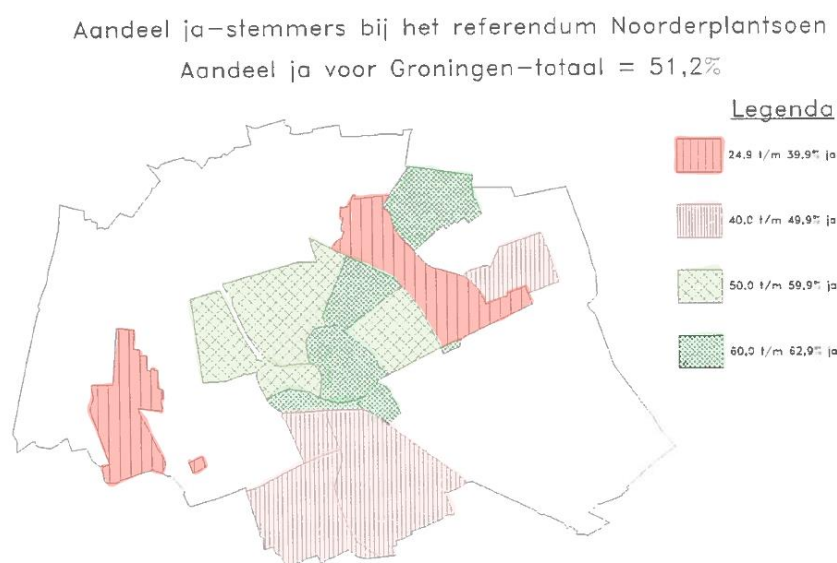 Aandeel ja-stemmers bij het referendum Noorderplantsoen
Aandeel ja voor Groningen-totaal = 51,2%
Legenda
24.9 t/m 39.9% ja
40.0 t/m 49.9% ja
50.0 t/m 59.9% ja
60.0 t/m 62.9% ja